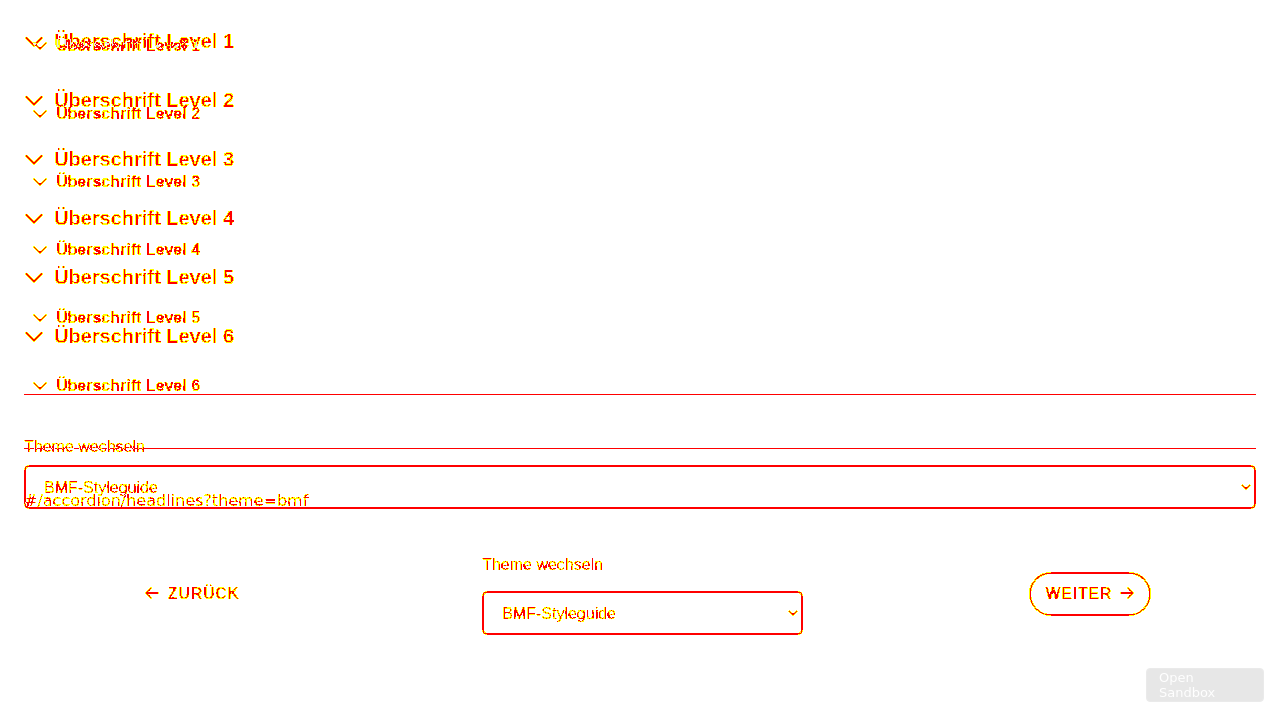 Überschrift Level 1
Überschrift Level 1
Überschrift Level 2
Überschrift Level 2
Überschrift Level 3
Überschrift Level 3
Überschrift Level 4
Überschrift Level 4
Überschrift Level 5
Überschrift Level 5
Überschrift Level 6
Überschrift Level 6
Theme wechseln
BMF-Styleguide
#/accordion/headlines?theme=bmf
Theme wechseln
← ZURÜCK
BMF-Styleguide
WEITER →
Open
Sandbox